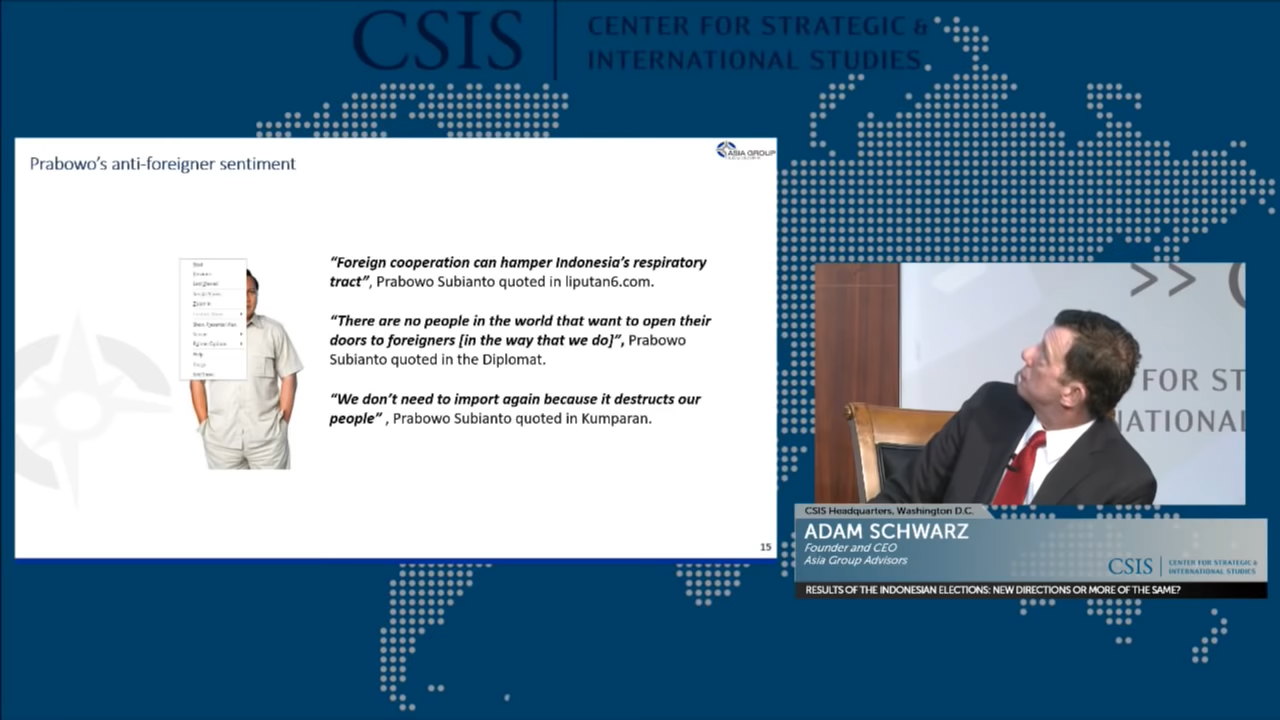 CSIS
CENTER FOR STRATEGIC &
INTERNATIONAL STUDIES
Prabowo's anti-foreigner sentiment
ASIA GROUP
“Foreign cooperation can hamper Indonesia's respiratory
tract”, Prabowo Subianto quoted in liputan6.com.
“There are no people in the world that want to open their
doors to foreigners [in the way that we do]”, Prabowo
Subianto quoted in the Diplomat.
“We don't need to import again because it destructs our
people” , Prabowo Subianto quoted in Kumparan.
15
Help
>> C
FOR ST
NATIONAL
CSIS Headquarters, Washington D.C.
ADAM SCHWARZ
Founder and CEO
Asia Group Advisors
CSIS
CENTER FOR STRATEGIC &
INTERNATIONAL STUDIES
RESULTS OF THE INDONESIAN ELECTIONS: NEW DIRECTIONS OR MORE OF THE SAME?